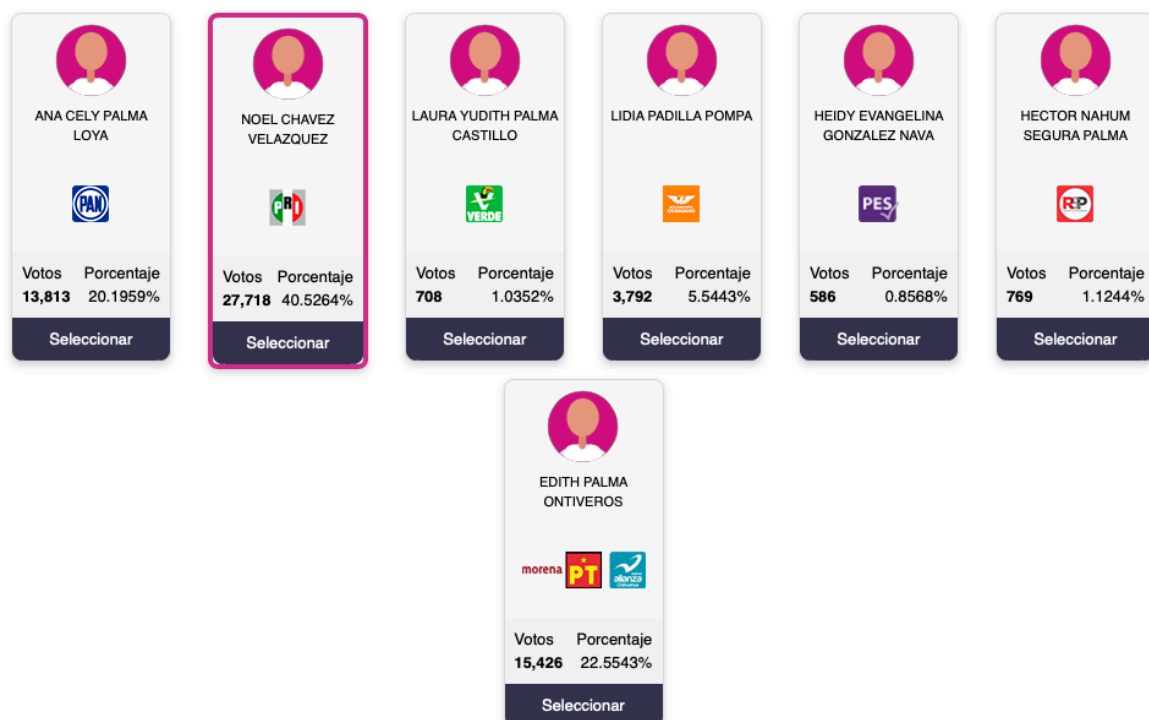 ANA CELY PALMA
LOYA
PAN
Votos Porcentaje
13,813 20.1959%
Seleccionar
NOEL CHAVEZ
VELAZQUEZ
PRI
Votos Porcentaje
27,718 40.5264%
Seleccionar
LAURA YUDITH PALMA
CASTILLO
VERDE
Votos Porcentaje
708 1.0352%
Seleccionar
LIDIA PADILLA POMPA
CIUDADANO
Votos Porcentaje
3,792 5.5443%
Seleccionar
HEIDY EVANGELINA
GONZALEZ NAVA
PES
Votos Porcentaje
586 0.8568%
Seleccionar
HECTOR NAHUM
SEGURA PALMA
RSP
Votos Porcentaje
769 1.1244%
Seleccionar
EDITH PALMA
ONTIVEROS
morena
PT
alianza
Votos Porcentaje
15,426 22.5543%
Seleccionar